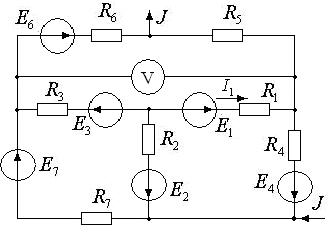 E6 R6 J R5
V
R3 I1 R1
E3 E1
R2 R4
E7 E2 E4
R7 J